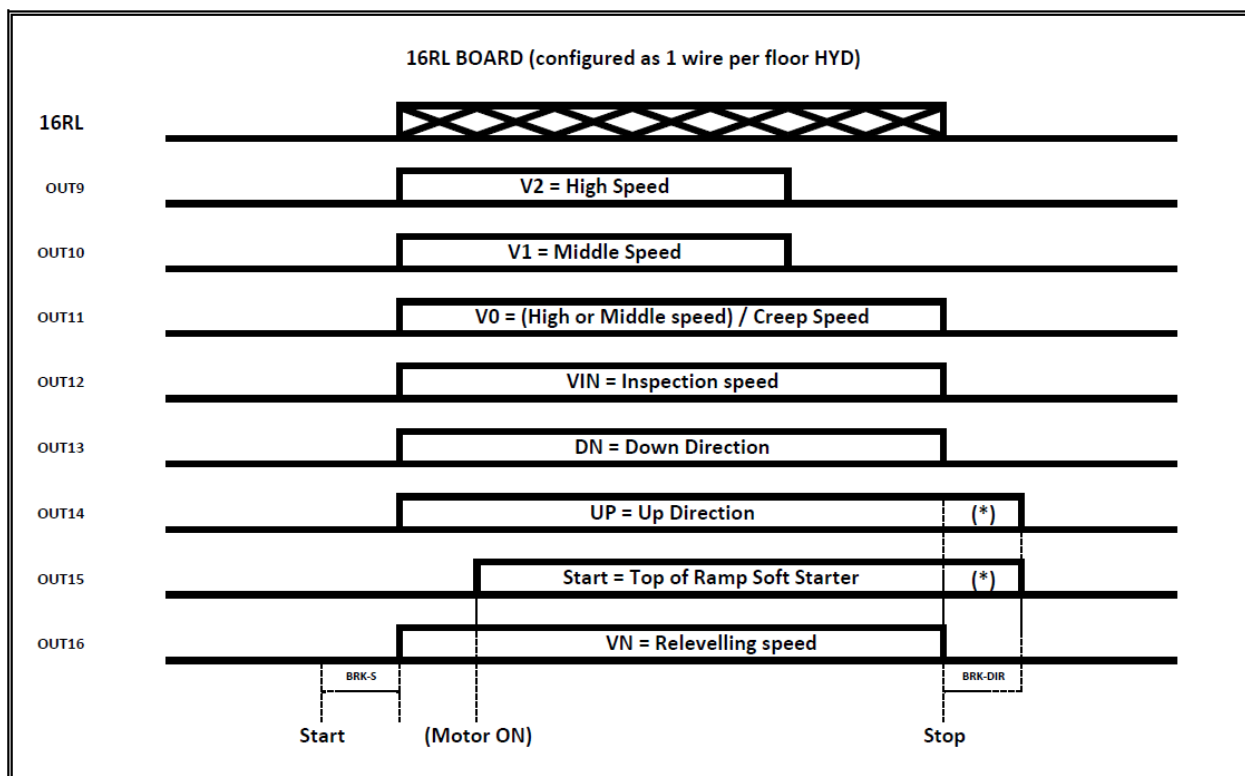 16RL BOARD (configured as 1 wire per floor HYD)
16RL
OUT9 V2 = High Speed
OUT10 V1 = Middle Speed
OUT11 V0 = (High or Middle speed) / Creep Speed
OUT12 VIN = Inspection speed
OUT13 DN = Down Direction
OUT14 UP = Up Direction (*)
OUT15 Start = Top of Ramp Soft Starter (*)
OUT16 VN = Relevelling speed
BRK-S BRK-DIR
Start (Motor ON) Stop